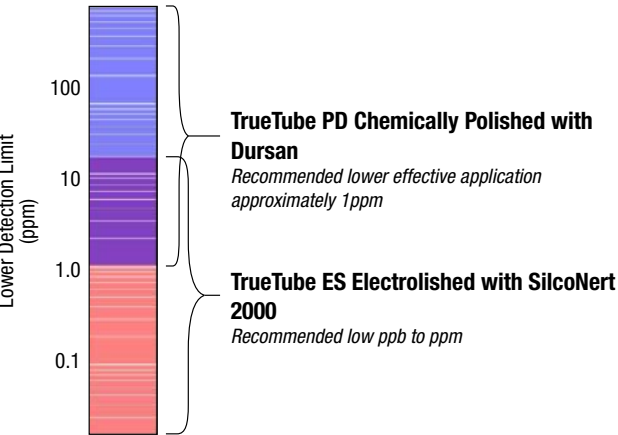 Lower Detection Limit
(ppm)
100
10
1.0
0.1
TrueTube PD Chemically Polished with
Dursan
Recommended lower effective application
approximately 1ppm
TrueTube ES Electrolished with SilcoNert
2000
Recommended low ppb to ppm